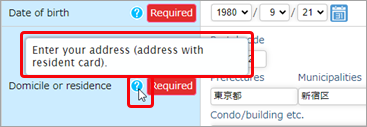 Date of birth ? Required 1980 / 9 / 21
Enter your address (address with
resident card).
Domicile or residence ? Required
Prefectures Municipalities
東京都 新宿区
Condo/building etc.